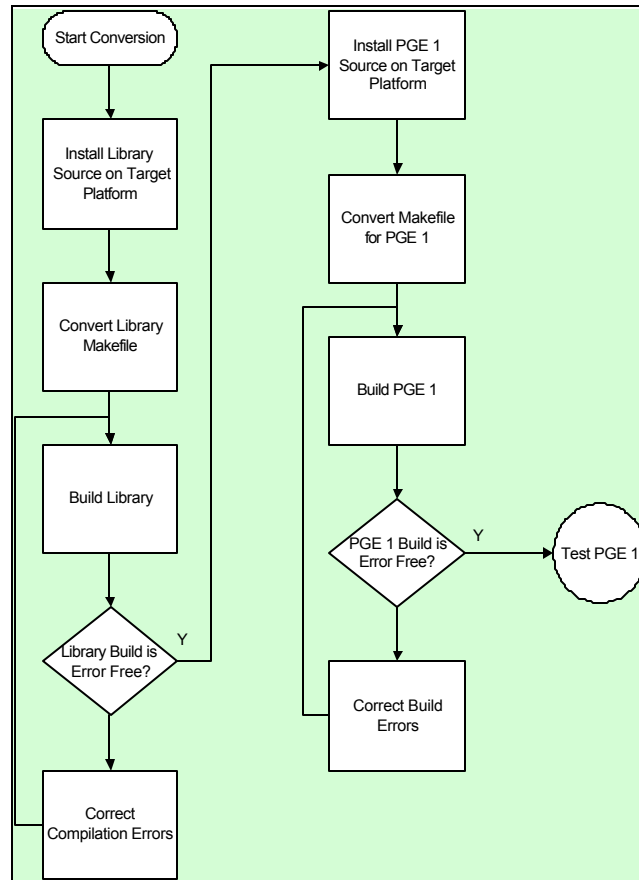 Start Conversion
Install Library
Source on Target
Platform
Convert Library
Makefile
Build Library
Library Build is
Error Free?
Y
Correct
Compilation Errors
Install PGE 1
Source on Target
Platform
Convert Makefile
for PGE 1
Build PGE 1
PGE 1 Build is
Error Free?
Y
Test PGE 1
Correct Build
Errors